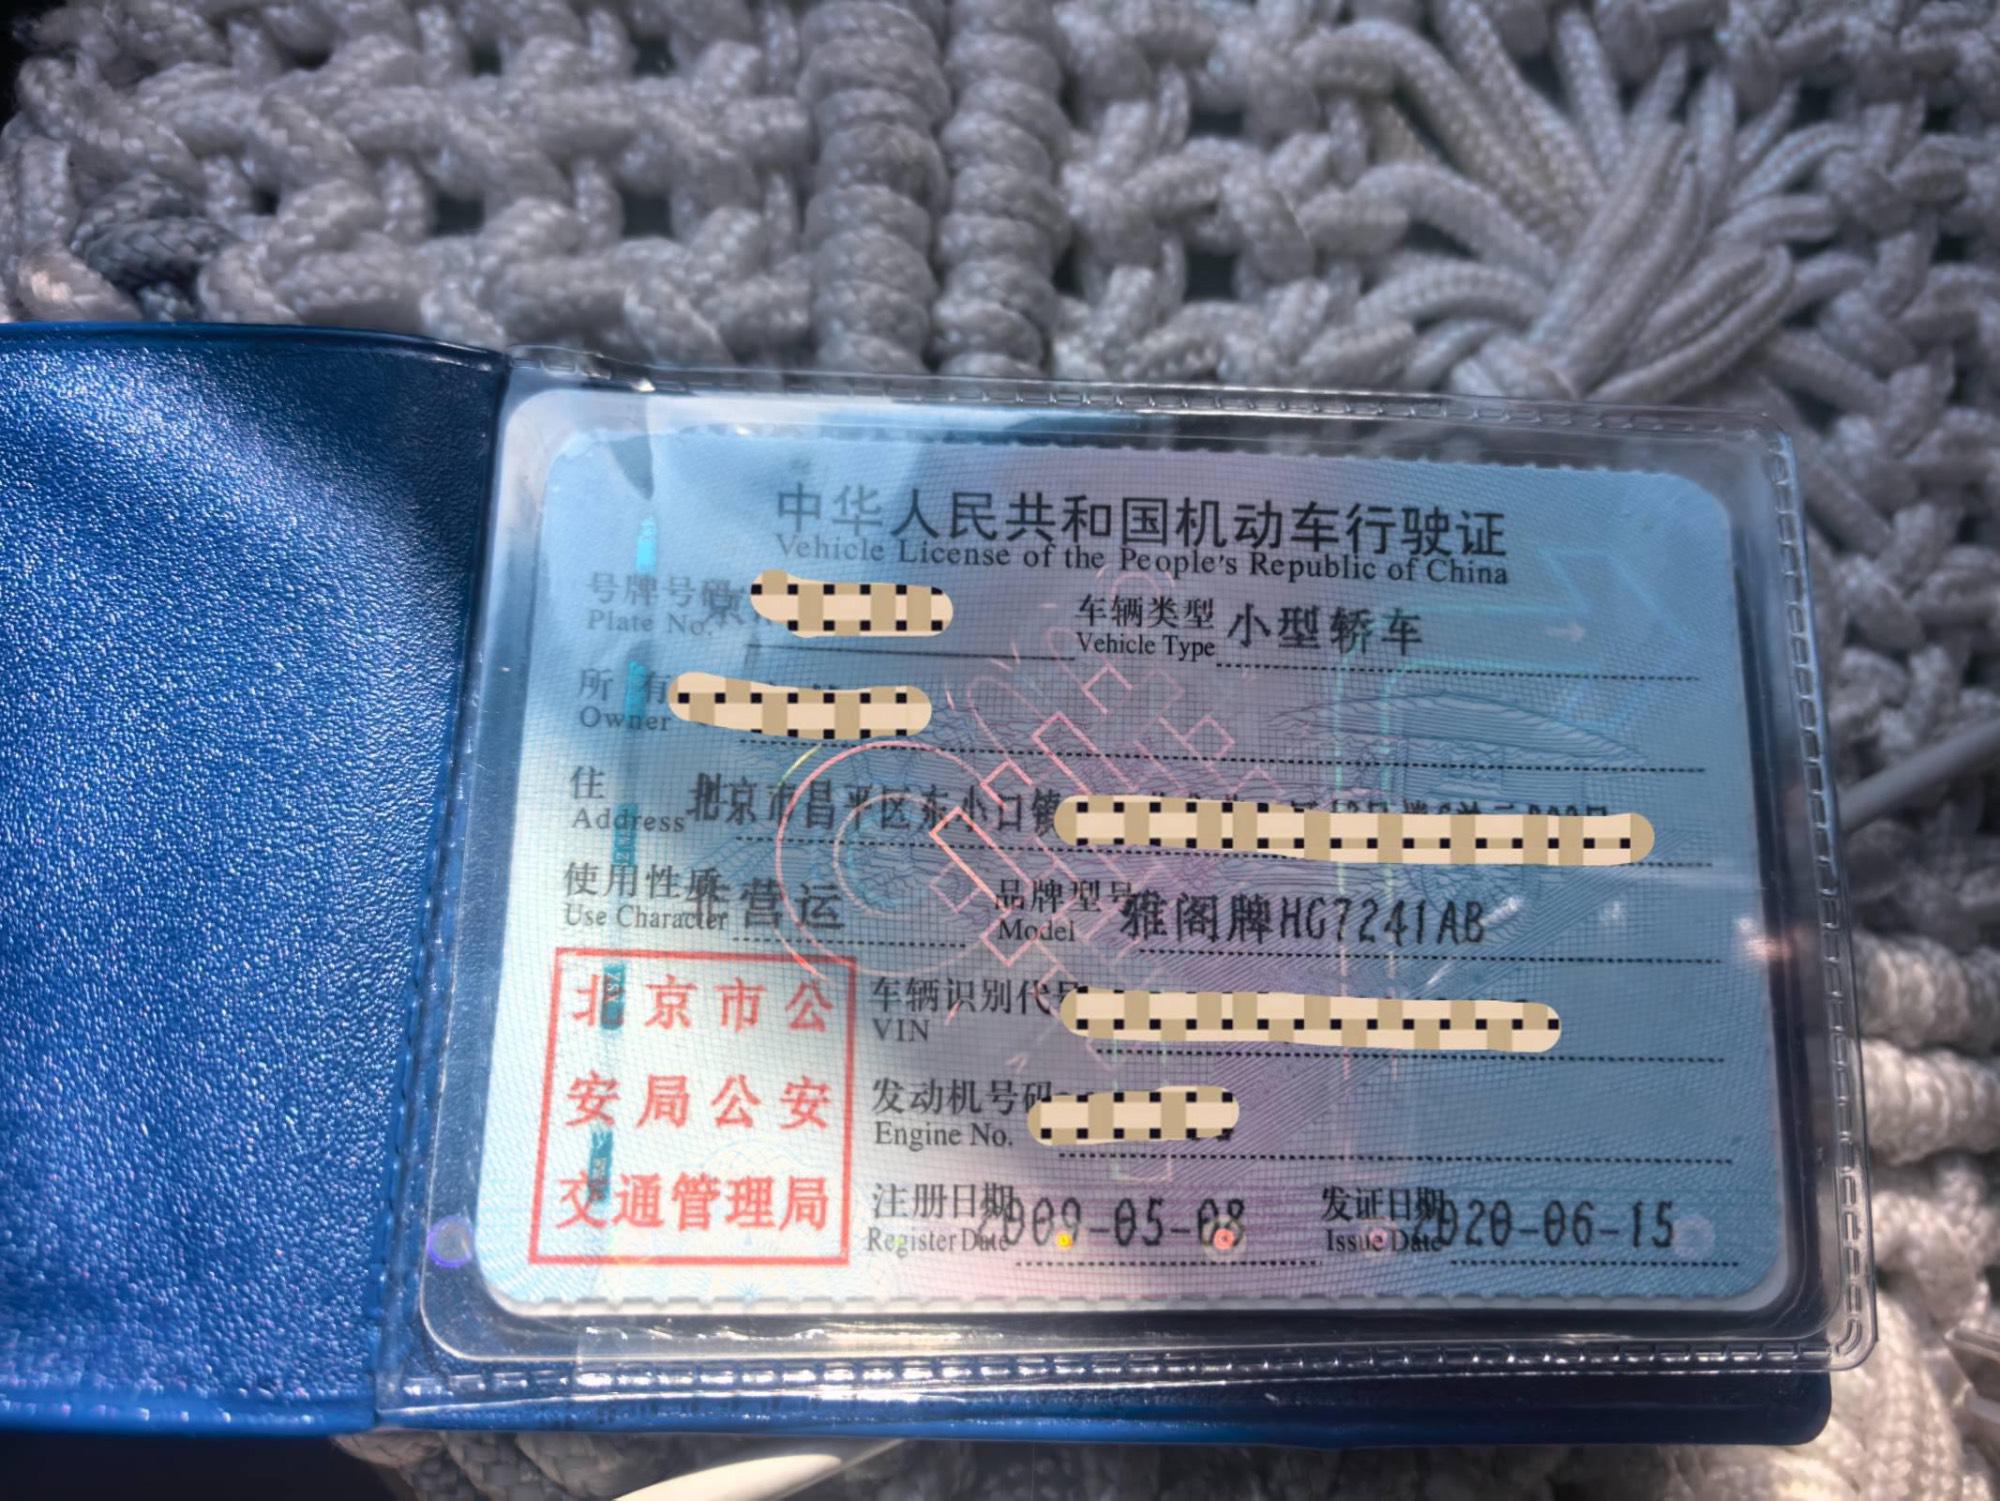 中华人民共和国机动车行驶证
Vehicle License of the People's Republic of China
号牌号码 京
Plate No.
车辆类型 小型轿车
Vehicle Type
所有
Owner
住 北京市昌平区东小口镇
Address
使用性质 非营运
Use Character
品牌型号 雅阁牌HG7241AB
Model
北京市公
安局公安
交通管理局
车辆识别代号
VIN
发动机号码
Engine No.
注册日期 2009-05-08
Register Date
发证日期 2020-06-15
Issue Date